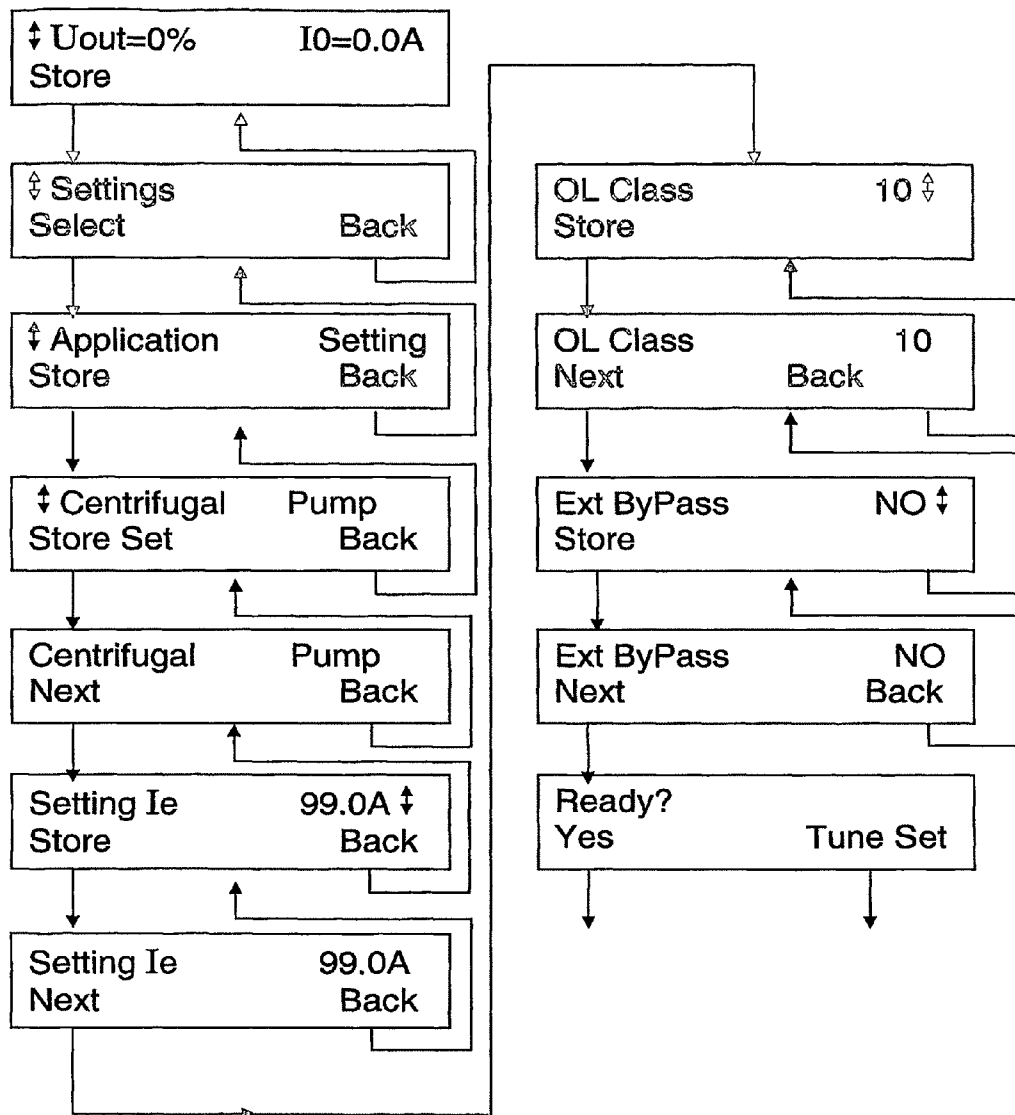 Uout=0% I0=0.0A
Store
Settings
Select Back
Application Setting
Store Back
Centrifugal Pump
Store Set Back
Centrifugal Pump
Next Back
Setting Ie 99.0A
Store Back
Setting Ie 99.0A
Next Back
OL Class 10
Store
OL Class 10
Next Back
Ext ByPass NO
Store
Ext ByPass NO
Next Back
Ready?
Yes Tune Set